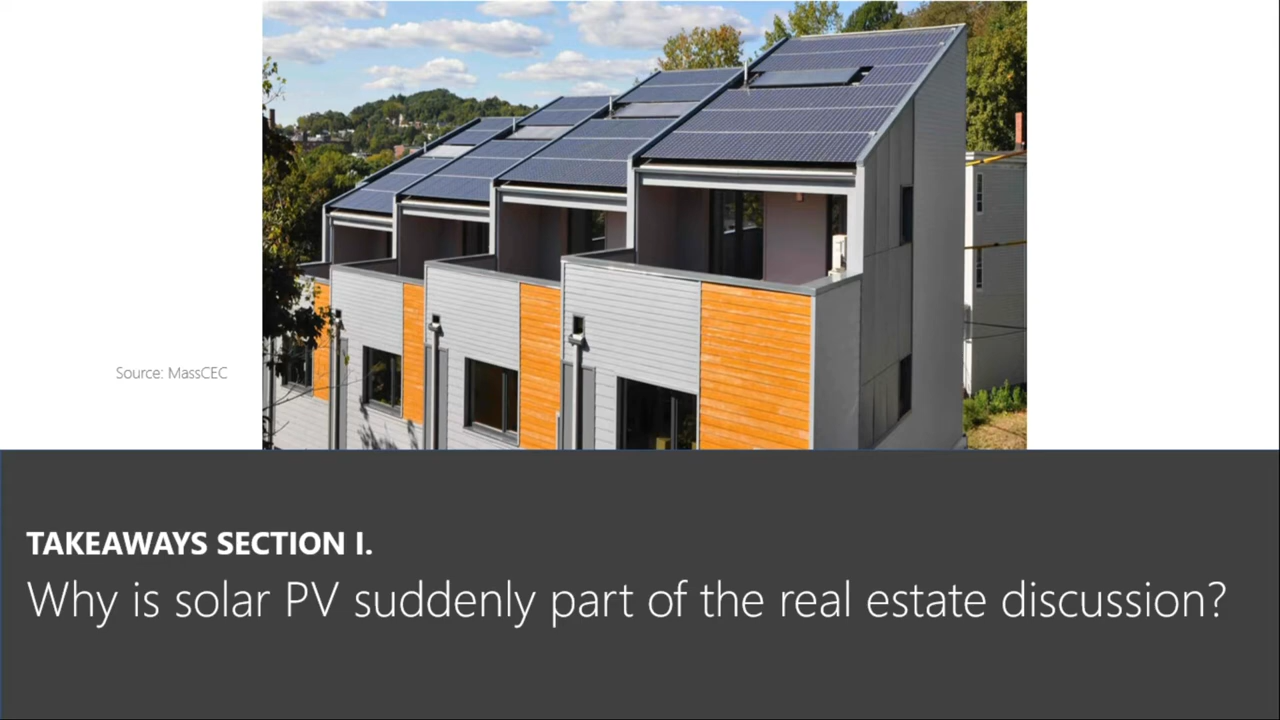 Source: MassCEC
TAKEAWAYS SECTION I.
Why is solar PV suddenly part of the real estate discussion?